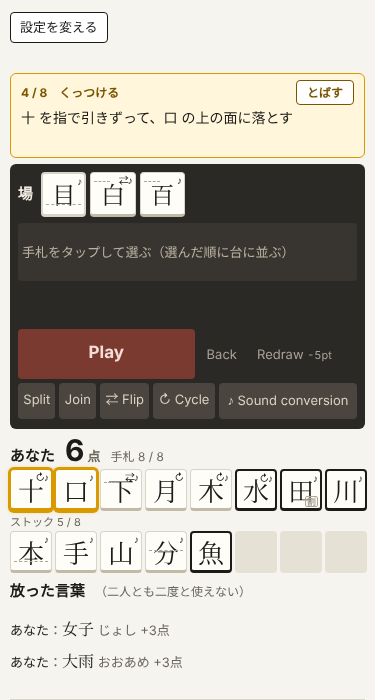 設定を変える
4 / 8 くっつける とばす
十 を指で引きずって、口 の上の面に落とす
場 目 ♪ 白 ⇄♪ 百 ♪
手札をタップして選ぶ（選んだ順に台に並ぶ）
Play Back Redraw -5pt
Split Join ⇄ Flip ↻ Cycle ♪ Sound conversion
あなた 6点 手札 8 / 8
十 口 下 月 木 水 田 川
ストック 5 / 8
本 手 山 分 魚
放った言葉 （二人とも二度と使えない）
あなた：女子 じょし +3点
あなた：大雨 おおあめ +3点